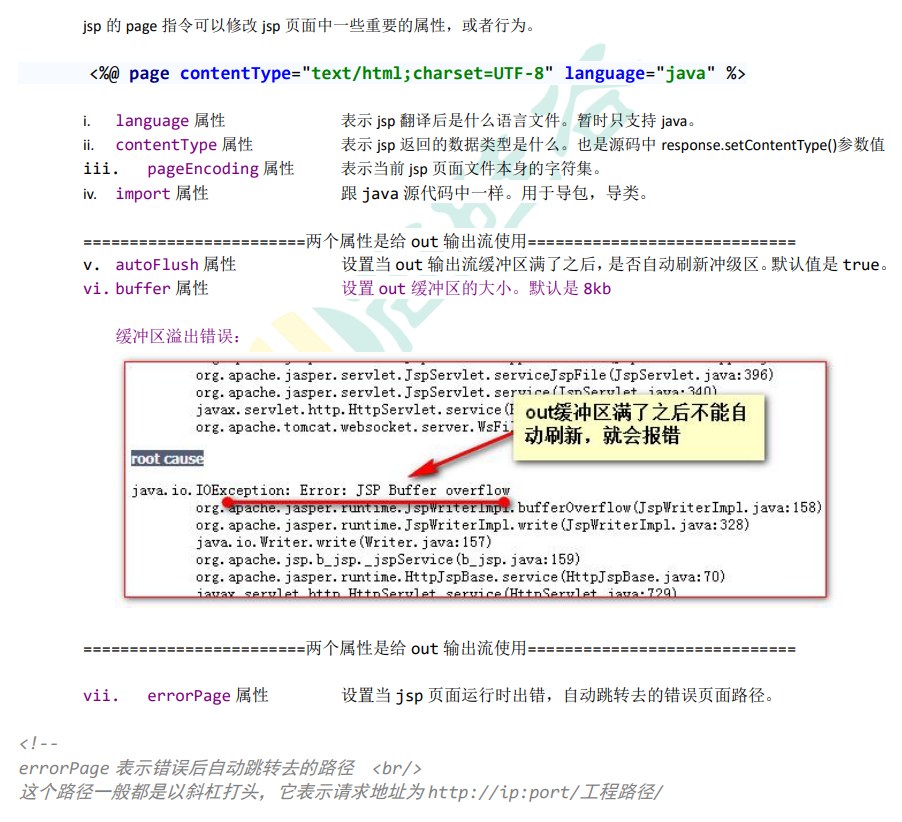 jsp 的 page 指令可以修改 jsp 页面中一些重要的属性，或者行为。
<%@ page contentType="text/html;charset=UTF-8" language="java" %>
i. language 属性 表示 jsp 翻译后是什么语言文件。暂时只支持 java。
ii. contentType 属性 表示 jsp 返回的数据类型是什么。也是源码中 response.setContentType()参数值
iii. pageEncoding 属性 表示当前 jsp 页面文件本身的字符集。
iv. import 属性 跟 java 源代码中一样。用于导包，导类。
========================两个属性是给 out 输出流使用=============================
v. autoFlush 属性 设置当 out 输出流缓冲区满了之后，是否自动刷新冲级区。默认值是 true。
vi. buffer 属性 设置 out 缓冲区的大小。默认是 8kb
缓冲区溢出错误：
org.apache.jasper.servlet.JspServlet.serviceJspFile(JspServlet.java:396)
org.apache.jasper.servlet.JspServlet.service(JspServlet.java:340)
javax.servlet.http.HttpServlet.service(
org.apache.tomcat.websocket.server.WsFi
out缓冲区满了之后不能自
动刷新，就会报错
root cause
java.io.IOException: Error: JSP Buffer overflow
org.apache.jasper.runtime.JspWriterImpl.bufferOverflow(JspWriterImpl.java:158)
org.apache.jasper.runtime.JspWriterImpl.write(JspWriterImpl.java:328)
java.io.Writer.write(Writer.java:157)
org.apache.jsp.b_jsp._jspService(b_jsp.java:159)
org.apache.jasper.runtime.HttpJspBase.service(HttpJspBase.java:70)
javax.servlet.http.HttpServlet.service(HttpServlet.java:729)
========================两个属性是给 out 输出流使用=============================
vii. errorPage 属性 设置当 jsp 页面运行时出错，自动跳转去的错误页面路径。
<!--
errorPage 表示错误后自动跳转去的路径 <br/>
这个路径一般都是以斜杠打头，它表示请求地址为 http://ip:port/工程路径/